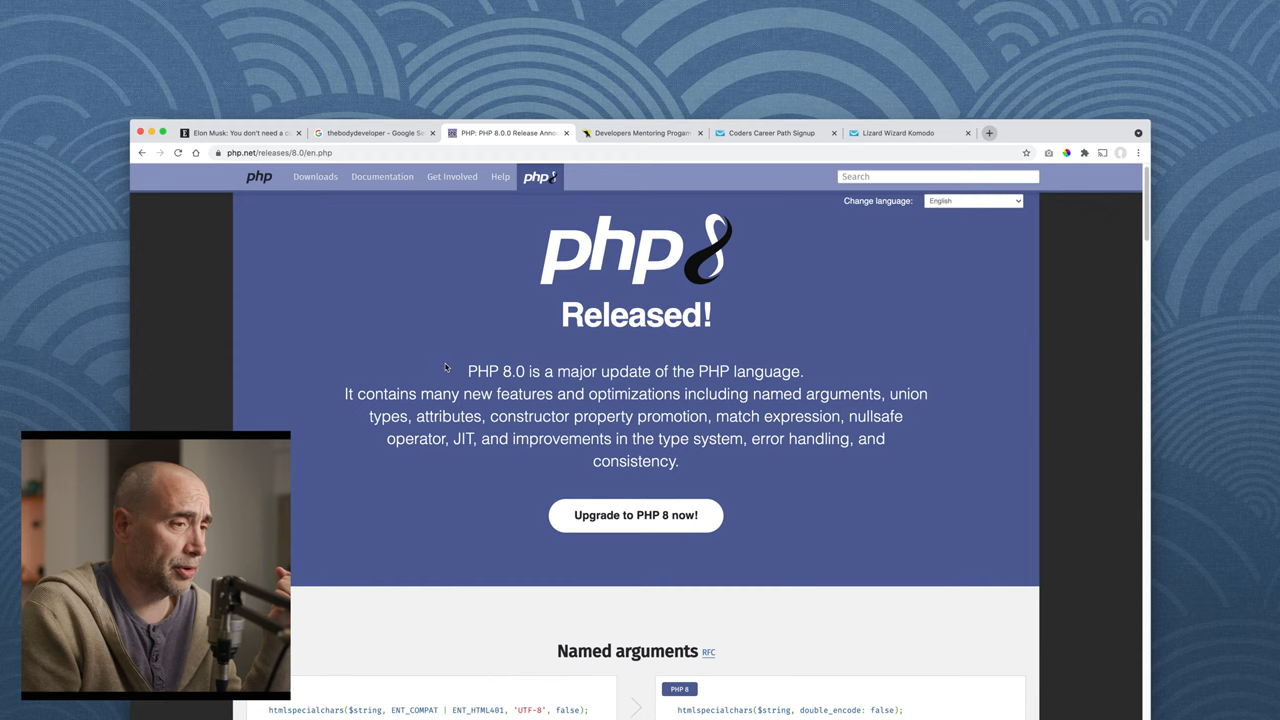 Elon Musk: You don't need a c
thebodydeveloper - Google Se
PHP: PHP 8.0.0 Release Anno
Developers Mentoring Progam
Coders Career Path Signup
Lizard Wizard Komodo
php.net/releases/8.0/en.php
php
Downloads
Documentation
Get Involved
Help
php8
Search
Change language:
English
php8
Released!
PHP 8.0 is a major update of the PHP language.
It contains many new features and optimizations including named arguments, union
types, attributes, constructor property promotion, match expression, nullsafe
operator, JIT, and improvements in the type system, error handling, and
consistency.
Upgrade to PHP 8 now!
Named arguments RFC
PHP 8
htmlspecialchars($string, ENT_COMPAT | ENT_HTML401, 'UTF-8', false);
htmlspecialchars($string, double_encode: false);